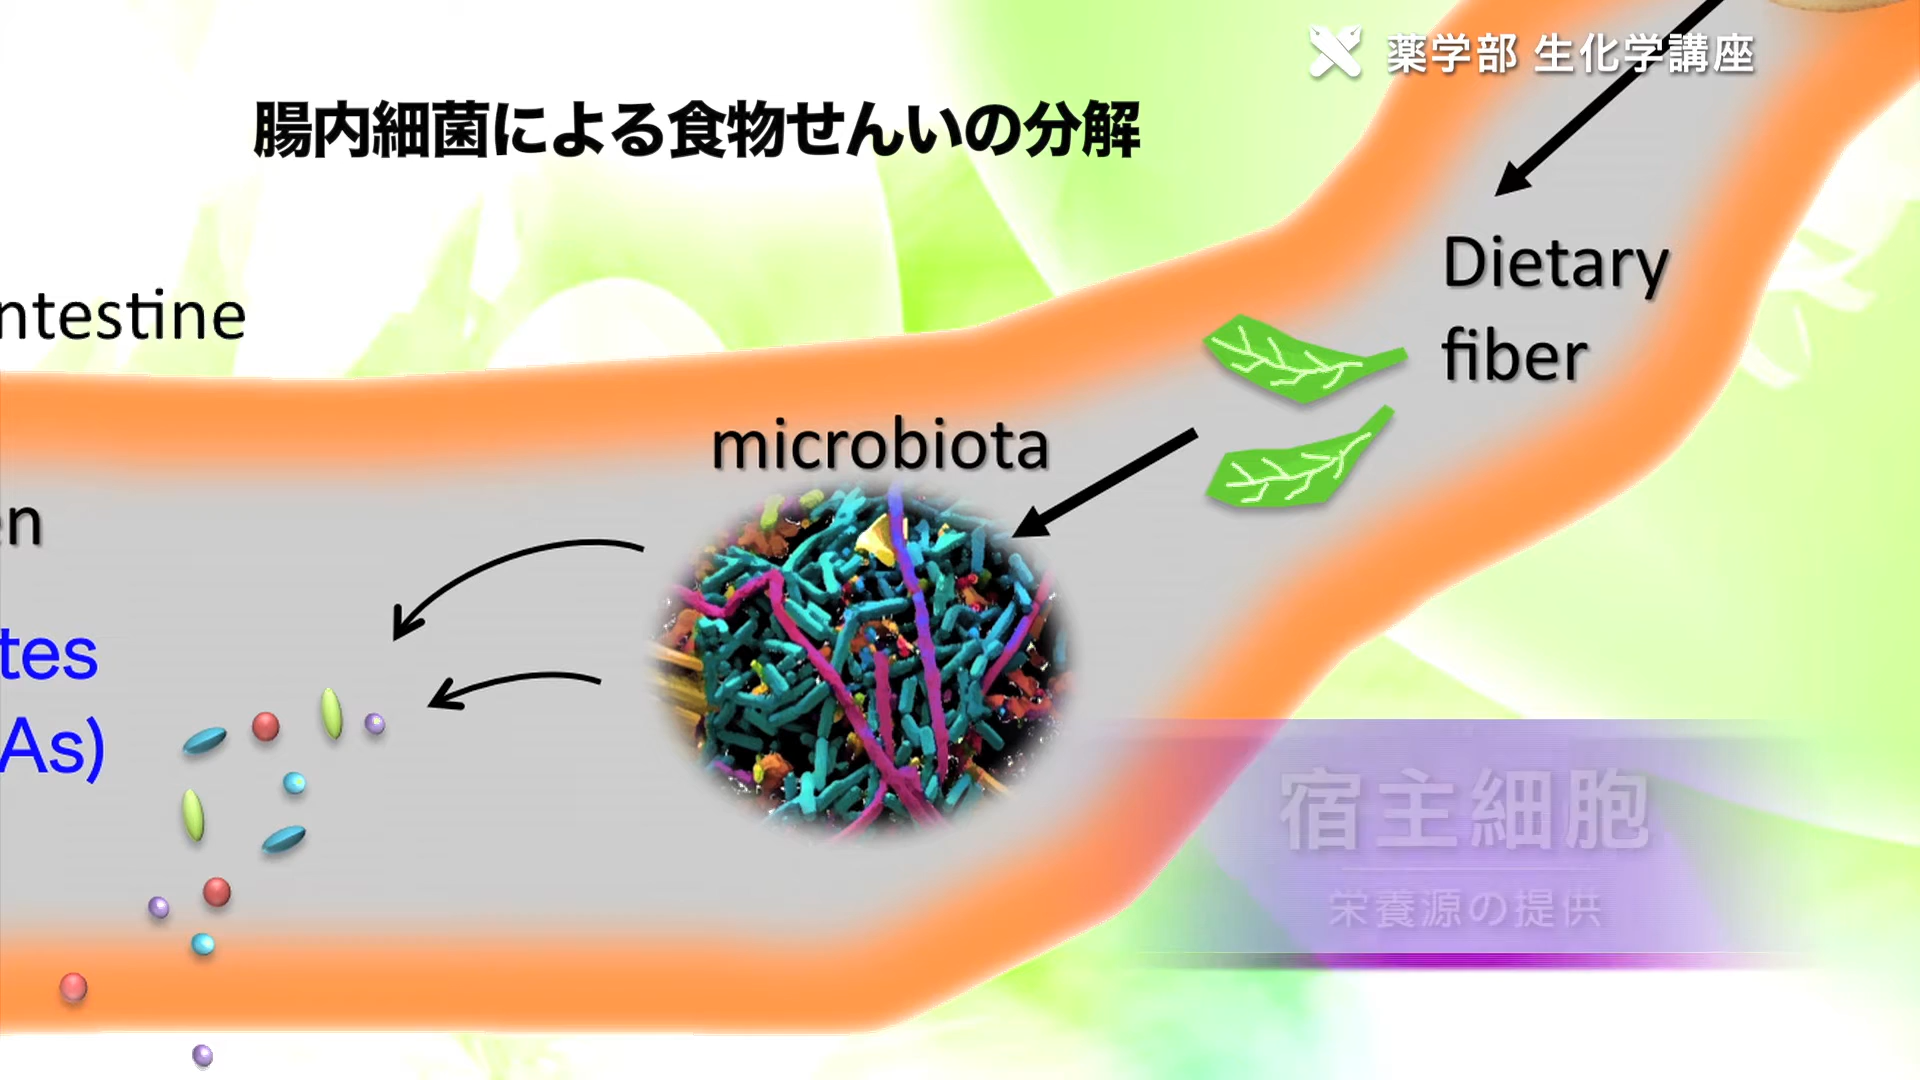 薬学部 生化学講座
腸内細菌による食物せんいの分解
Dietary
fiber
ntestine
microbiota
en
tes
As)
宿主細胞
栄養源の提供